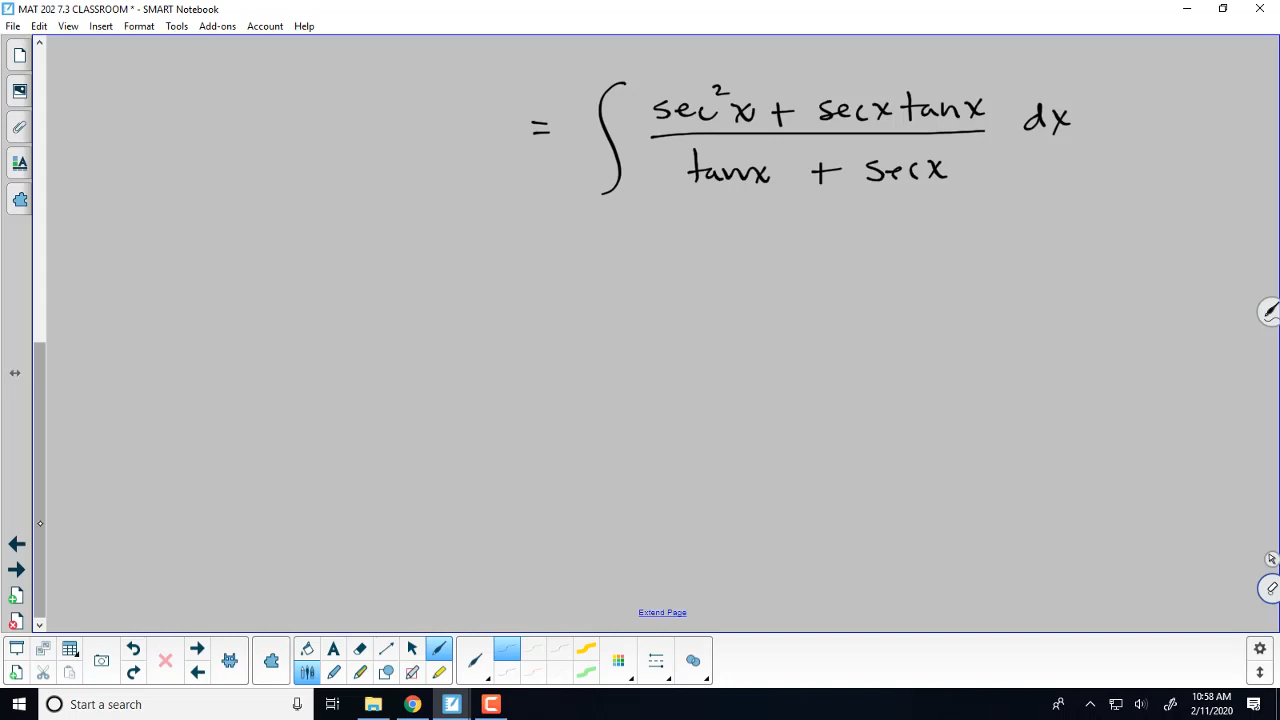 MAT 202 7.3 CLASSROOM * - SMART Notebook
File Edit View Insert Format Tools Add-ons Account Help
= ∫ (sec²x + secx tanx)/(tanx + secx) dx
Extend Page
Start a search
10:58 AM
2/11/2020